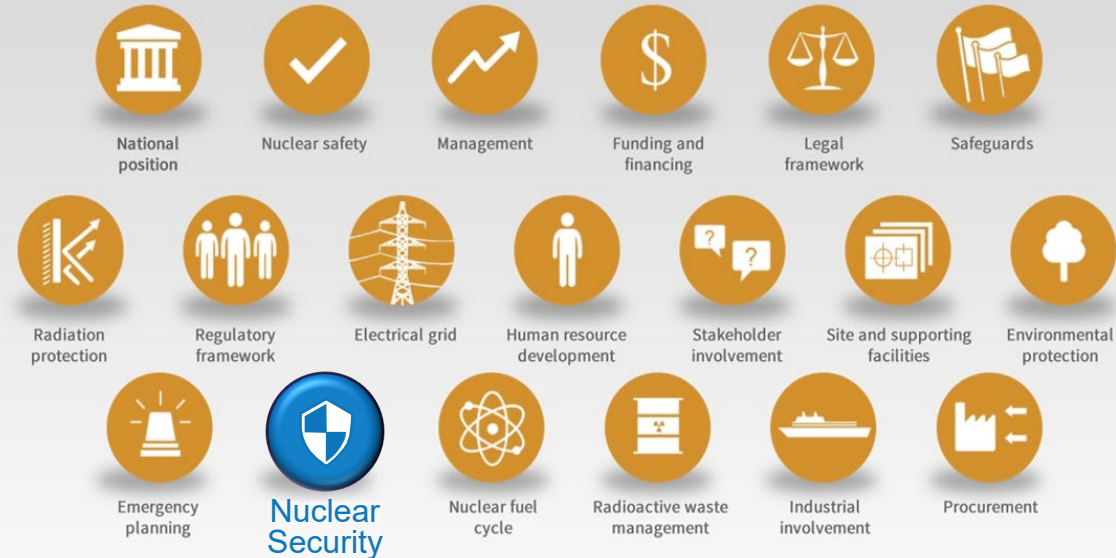 $
National
position
Nuclear safety
Management
Funding and
financing
Legal
framework
Safeguards
? ?
Radiation
protection
Regulatory
framework
Electrical grid
Human resource
development
Stakeholder
involvement
Site and supporting
facilities
Environmental
protection
Emergency
planning
Nuclear
Security
Nuclear fuel
cycle
Radioactive waste
management
Industrial
involvement
Procurement